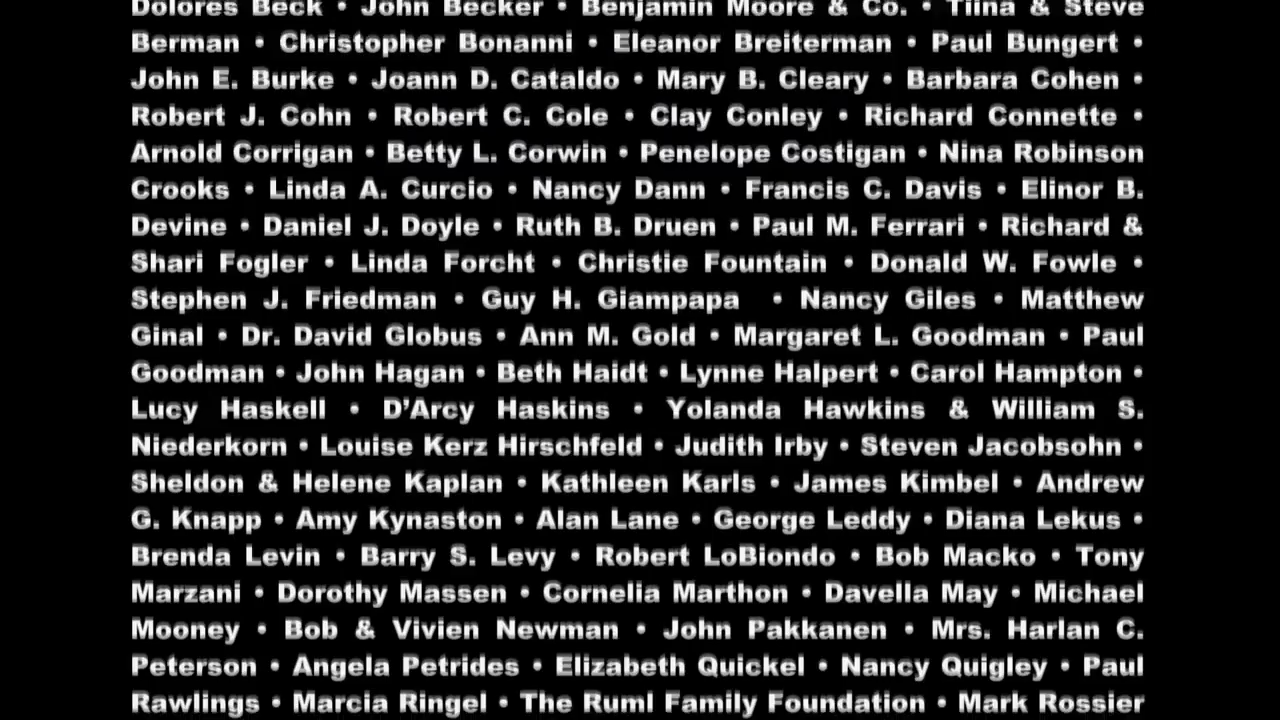 Dolores Beck • John Becker • Benjamin Moore & Co. • Tiina & Steve
Berman • Christopher Bonanni • Eleanor Breiterman • Paul Bungert •
John E. Burke • Joann D. Cataldo • Mary B. Cleary • Barbara Cohen •
Robert J. Cohn • Robert C. Cole • Clay Conley • Richard Connette •
Arnold Corrigan • Betty L. Corwin • Penelope Costigan • Nina Robinson
Crooks • Linda A. Curcio • Nancy Dann • Francis C. Davis • Elinor B.
Devine • Daniel J. Doyle • Ruth B. Druen • Paul M. Ferrari • Richard &
Shari Fogler • Linda Forcht • Christie Fountain • Donald W. Fowle •
Stephen J. Friedman • Guy H. Giampapa • Nancy Giles • Matthew
Ginal • Dr. David Globus • Ann M. Gold • Margaret L. Goodman • Paul
Goodman • John Hagan • Beth Haidt • Lynne Halpert • Carol Hampton •
Lucy Haskell • D’Arcy Haskins • Yolanda Hawkins & William S.
Niederkorn • Louise Kerz Hirschfeld • Judith Irby • Steven Jacobsohn •
Sheldon & Helene Kaplan • Kathleen Karls • James Kimbel • Andrew
G. Knapp • Amy Kynaston • Alan Lane • George Leddy • Diana Lekus •
Brenda Levin • Barry S. Levy • Robert LoBiondo • Bob Macko • Tony
Marzani • Dorothy Massen • Cornelia Marthon • Davella May • Michael
Mooney • Bob & Vivien Newman • John Pakkanen • Mrs. Harlan C.
Peterson • Angela Petrides • Elizabeth Quickel • Nancy Quigley • Paul
Rawlings • Marcia Ringel • The Ruml Family Foundation • Mark Rossier